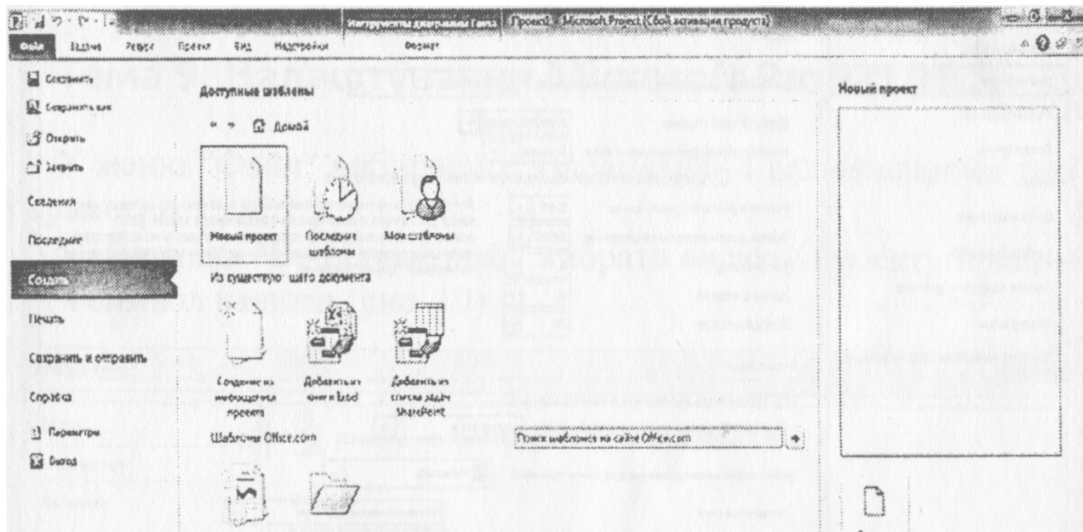 Инструменты диаграммы Ганта
Проект1 - Microsoft Project (Сбой активации продукта)
Файл Задача Ресурс Проект Вид Надстройки Формат
Сохранить
Сохранить как
Открыть
Закрыть
Сведения
Последние
Создать
Печать
Сохранить и отправить
Справка
Параметры
Выход
Доступные шаблоны
Домой
Новый проект
Последние шаблоны
Мои шаблоны
Из существующего документа
Создание из имеющегося проекта
Добавить из книги Excel
Добавить из списка задач SharePoint
Шаблоны Office.com
Поиск шаблонов на сайте Office.com
Новый проект